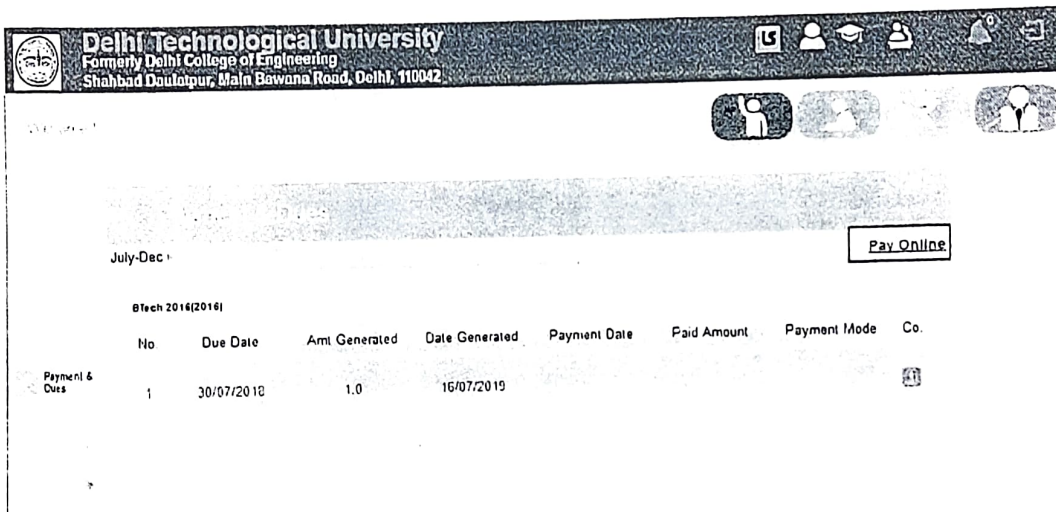 Delhi Technological University
Formerly Delhi College of Engineering
Shahbad Daulatpur, Main Bawana Road, Delhi, 110042
Pay Online
July-Dec
BTech 2016(2016)
No. Due Date Amt Generated Date Generated Payment Date Paid Amount Payment Mode Co.
Payment &
Dues
1 30/07/2018 1.0 16/07/2019